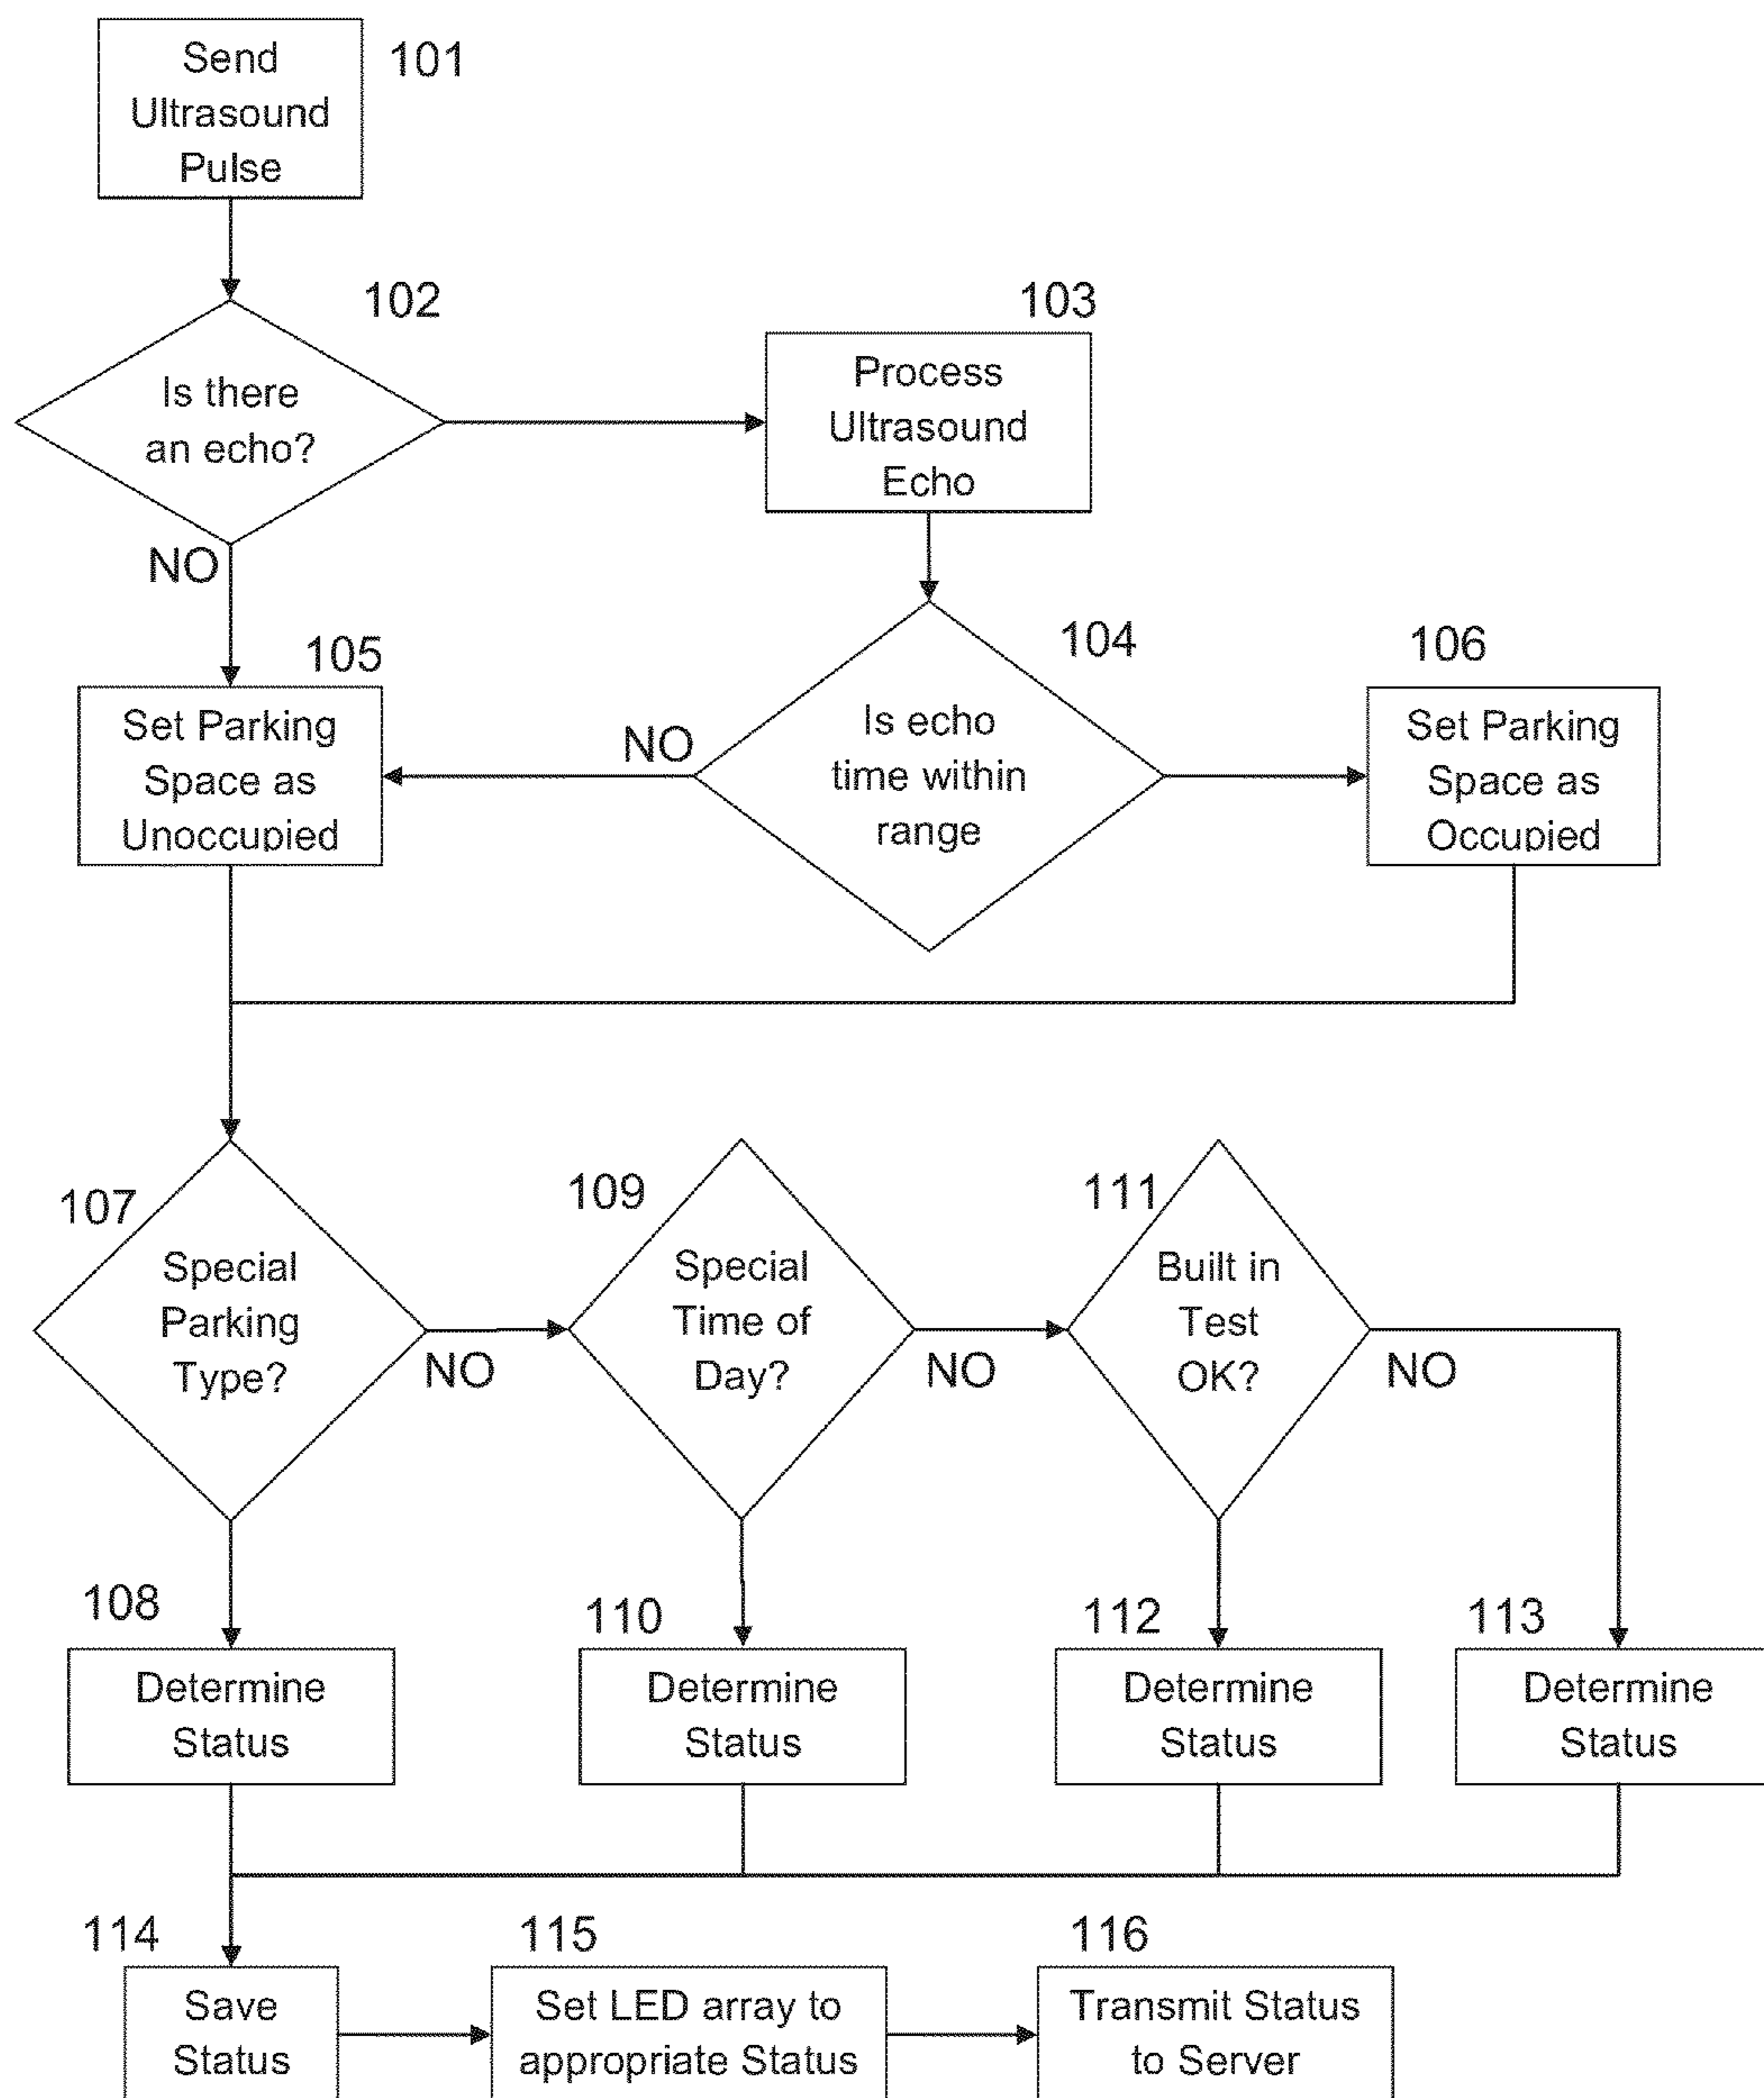 Send
Ultrasound
Pulse
101
102
Is there
an echo?
NO
103
Process
Ultrasound
Echo
104
Is echo
time within
range
NO
105
Set Parking
Space as
Unoccupied
106
Set Parking
Space as
Occupied
107
Special
Parking
Type?
NO
109
Special
Time of
Day?
NO
111
Built in
Test
OK?
NO
108
Determine
Status
110
Determine
Status
112
Determine
Status
113
Determine
Status
114
Save
Status
115
Set LED array to
appropriate Status
116
Transmit Status
to Server